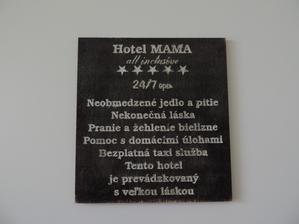 Hotel MAMA
all inclusive
24/7 open
Neobmedzené jedlo a pitie
Nekonečná láska
Pranie a žehlenie bielizne
Pomoc s domácimi úlohami
Bezplatná taxi služba
Tento hotel
je prevádzkovaný
s veľkou láskou